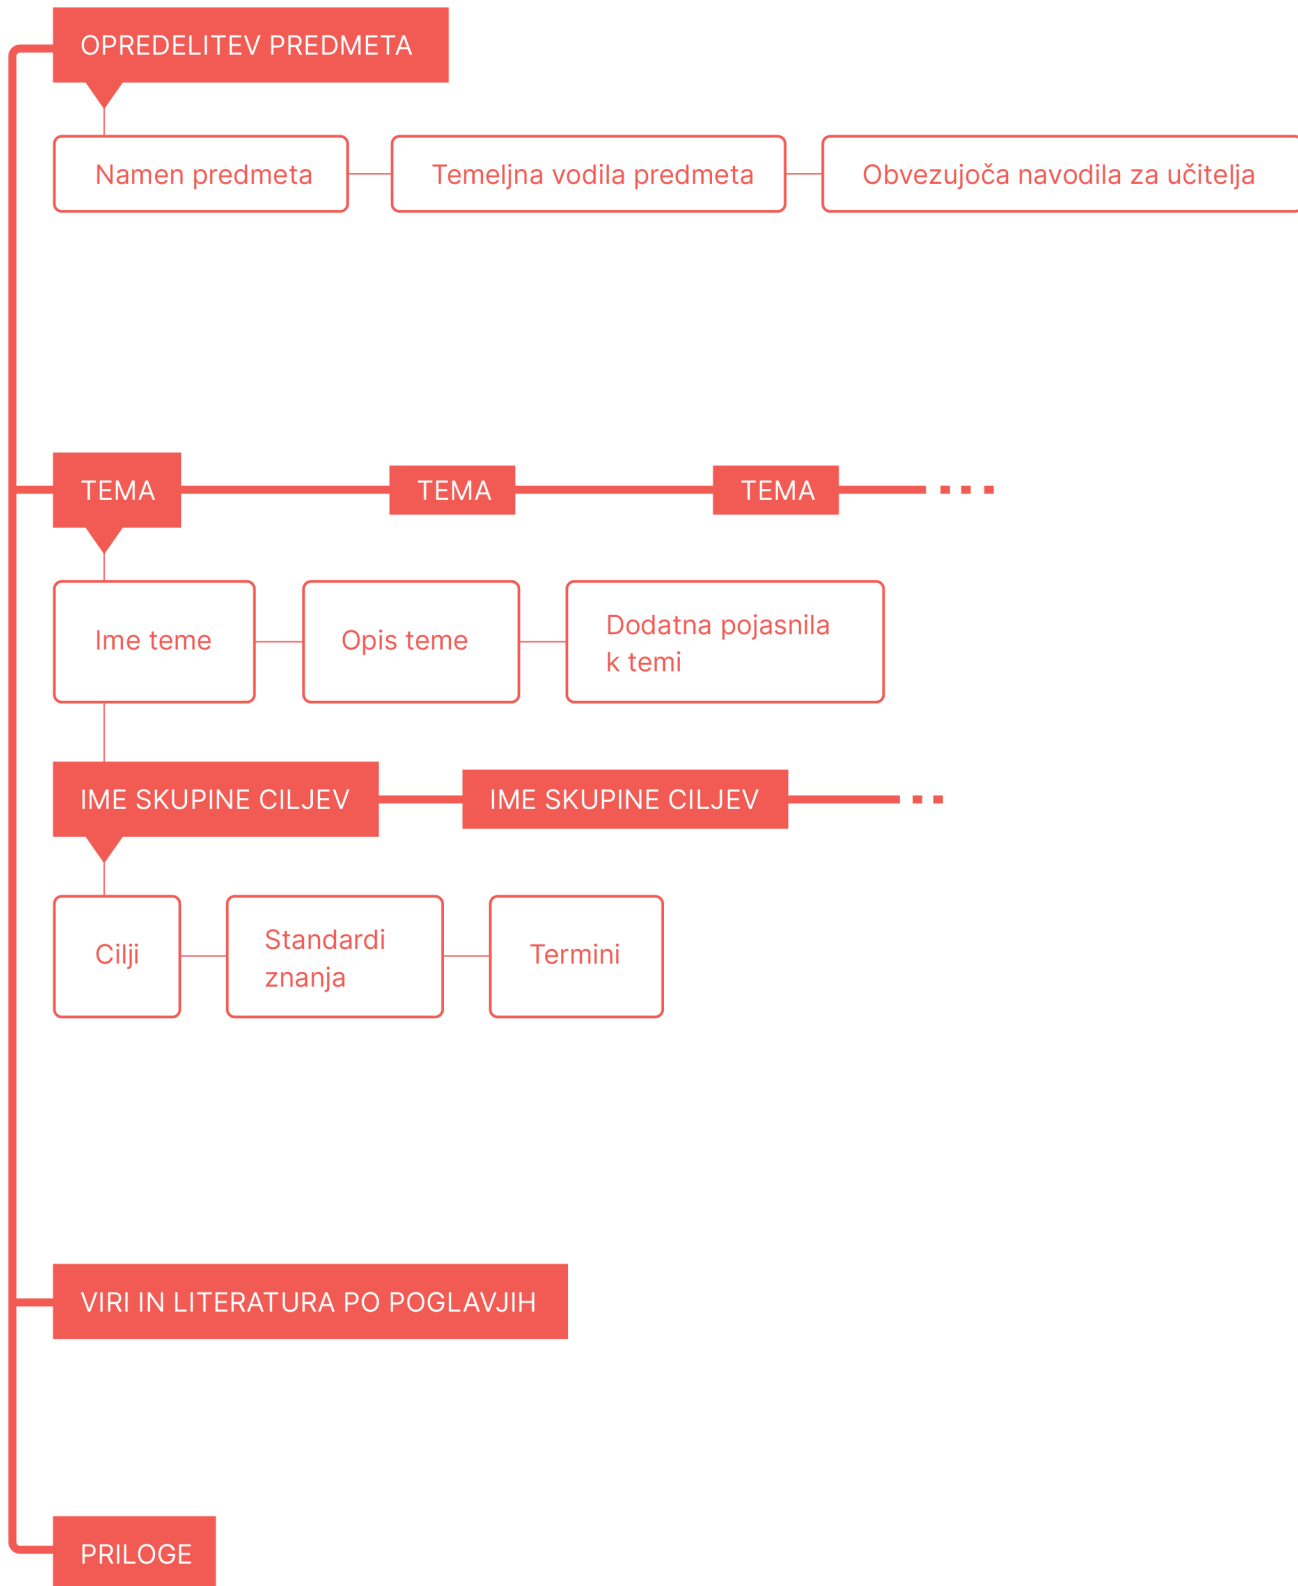 OPREDELITEV PREDMETA
Namen predmeta
Temeljna vodila predmeta
Obvezujoča navodila za učitelja
TEMA
TEMA
TEMA
Ime teme
Opis teme
Dodatna pojasnila
k temi
IME SKUPINE CILJEV
IME SKUPINE CILJEV
Cilji
Standardi
znanja
Termini
VIRI IN LITERATURA PO POGLAVJIH
PRILOGE